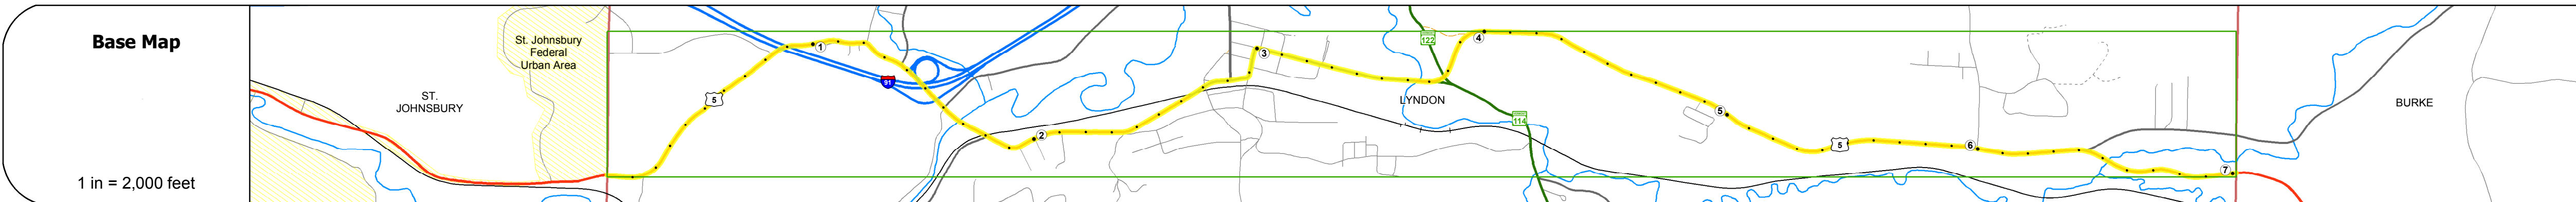 Base Map
1 in = 2,000 feet
ST.
JOHNSBURY
St. Johnsbury
Federal
Urban Area
5
1
91
2
3
122
4
LYNDON
114
5
5
6
7
BURKE